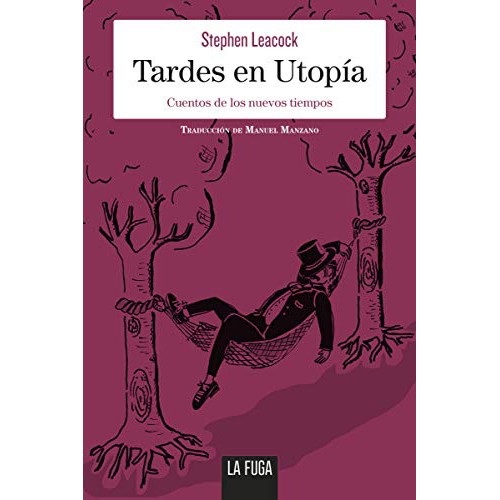 Stephen Leacock
Tardes en Utopía
Cuentos de los nuevos tiempos
Traducción de Manuel Manzano
LA FUGA